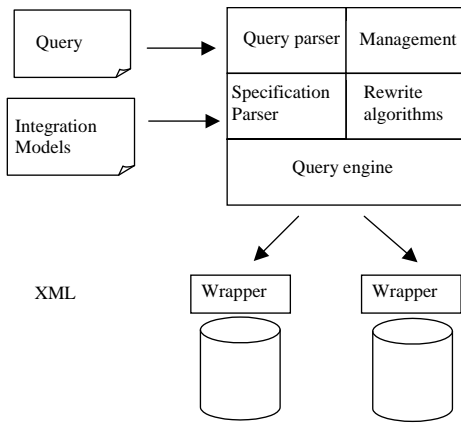 Query
Query parser
Management
Integration
Models
Specification
Parser
Rewrite
algorithms
Query engine
XML
Wrapper
Wrapper